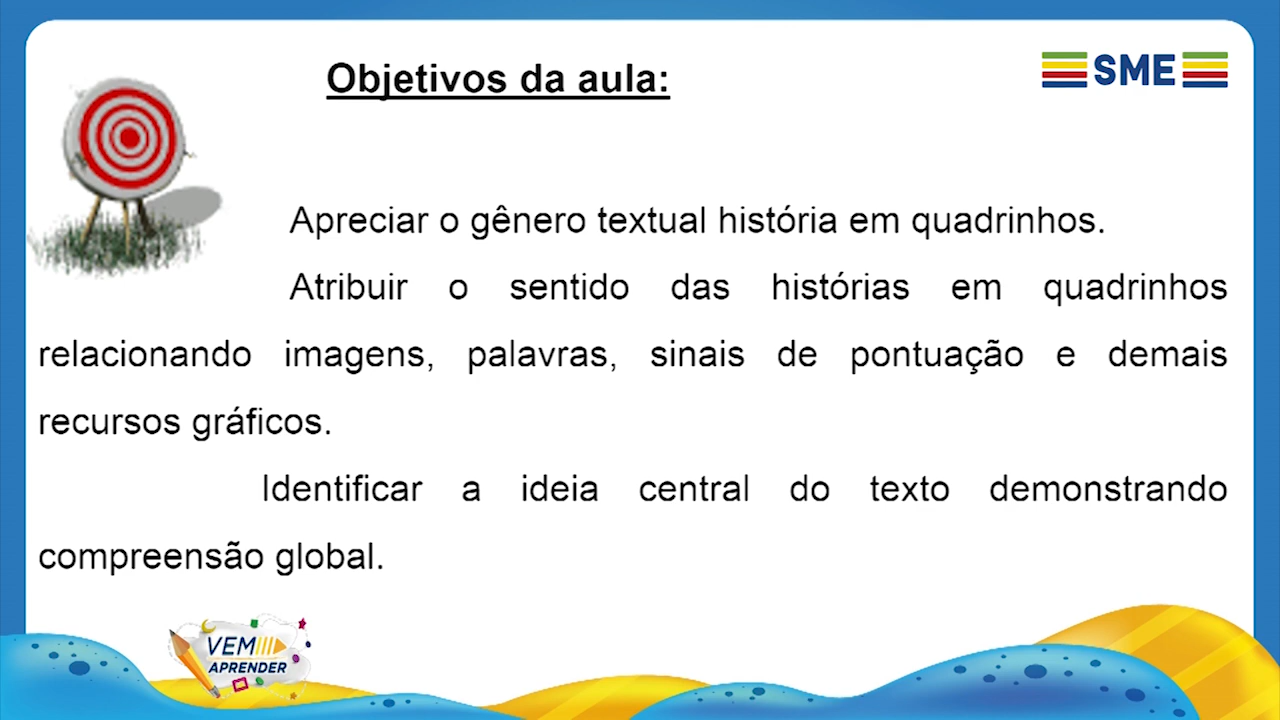 Objetivos da aula:
SME
Apreciar o gênero textual história em quadrinhos.
Atribuir o sentido das histórias em quadrinhos
relacionando imagens, palavras, sinais de pontuação e demais
recursos gráficos.
Identificar a ideia central do texto demonstrando
compreensão global.
VEM
APRENDER